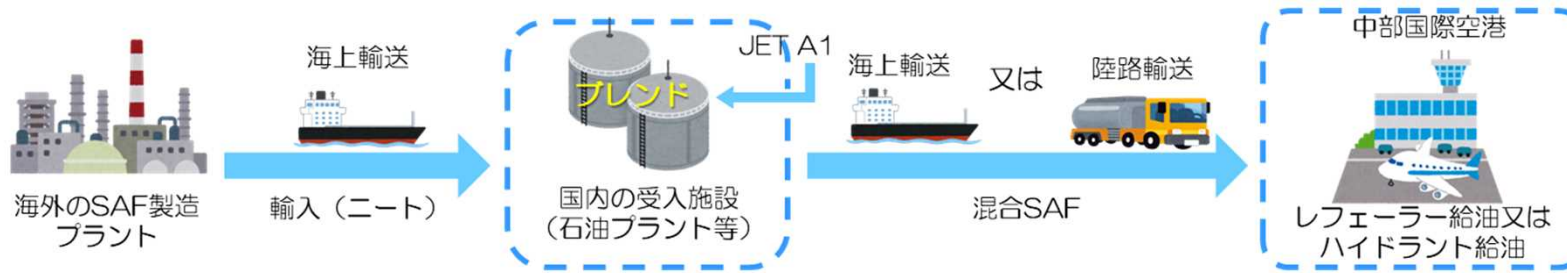 海外のSAF製造
プラント
海上輸送
輸入（ニート）
ブレンド
JET A1
国内の受入施設
（石油プラント等）
海上輸送
又は
陸路輸送
混合SAF
中部国際空港
レフェーラー給油又は
ハイドラント給油